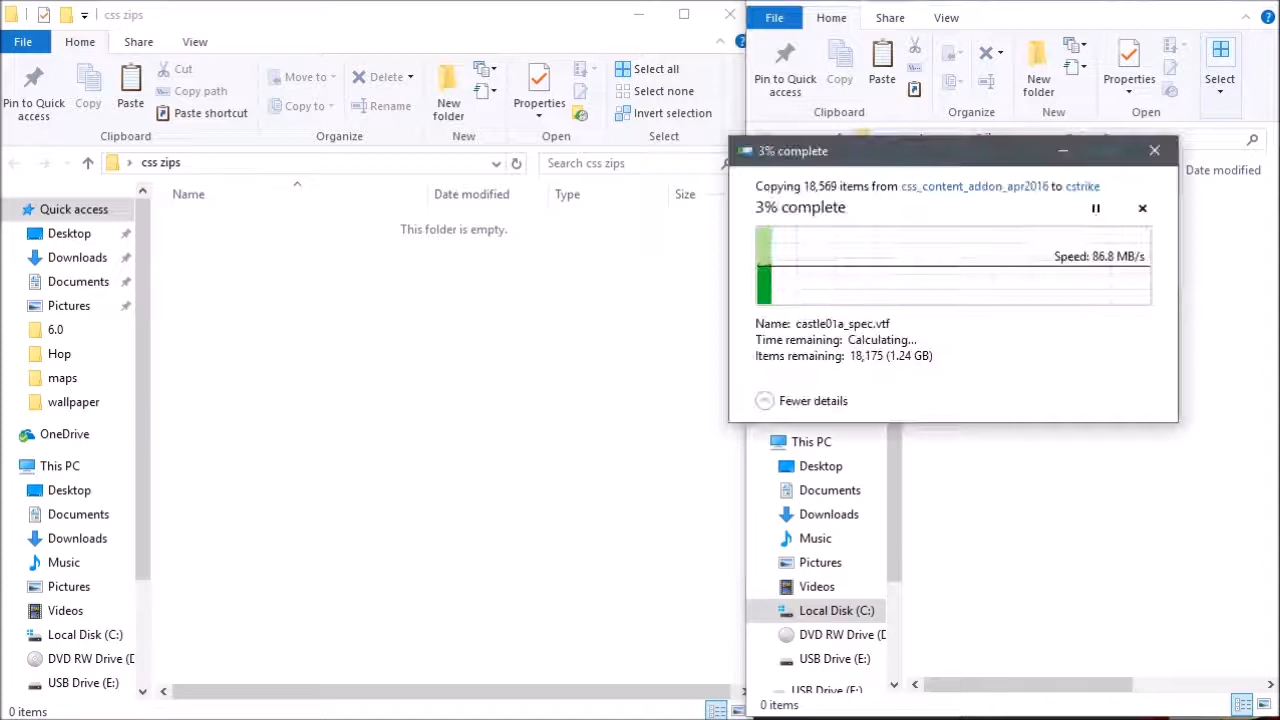 css zips
File
Home
Share
View
Pin to Quick access
Copy
Paste
Cut
Copy path
Paste shortcut
Clipboard
Move to
Copy to
Delete
Rename
Organize
New folder
New
Properties
Open
Select all
Select none
Invert selection
Select
css zips
Search css zips
Name
Date modified
Type
Size
This folder is empty.
Quick access
Desktop
Downloads
Documents
Pictures
6.0
Hop
maps
wallpaper
OneDrive
This PC
Desktop
Documents
Downloads
Music
Pictures
Videos
Local Disk (C:)
DVD RW Drive (D
USB Drive (E:)
0 items
File
Home
Share
View
Pin to Quick access
Copy
Paste
Clipboard
Organize
New folder
New
Properties
Open
Select
Date modified
3% complete
Copying 18,569 items from css_content_addon_apr2016 to cstrike
3% complete
Speed: 86.8 MB/s
Name: castle01a_spec.vtf
Time remaining: Calculating...
Items remaining: 18,175 (1.24 GB)
Fewer details
This PC
Desktop
Documents
Downloads
Music
Pictures
Videos
Local Disk (C:)
DVD RW Drive (D
USB Drive (E:)
USB Drive (E:)
0 items